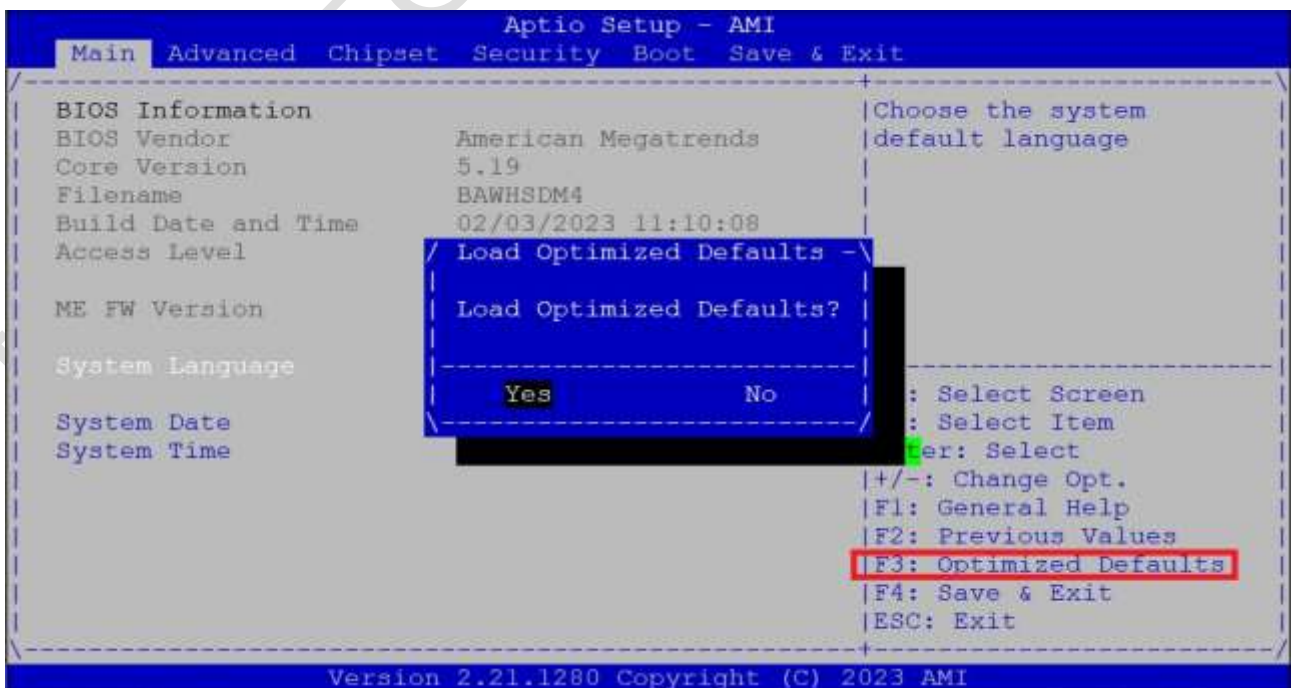 Aptio Setup - AMI
Main Advanced Chipset Security Boot Save & Exit
BIOS Information
BIOS Vendor American Megatrends
Core Version 5.19
Filename BAWHSDM4
Build Date and Time 02/03/2023 11:10:08
Access Level
ME FW Version
System Language
System Date
System Time
Load Optimized Defaults
Load Optimized Defaults?
Yes No
Choose the system
default language
: Select Screen
: Select Item
ter: Select
+/-: Change Opt.
F1: General Help
F2: Previous Values
F3: Optimized Defaults
F4: Save & Exit
ESC: Exit
Version 2.21.1280 Copyright (C) 2023 AMI